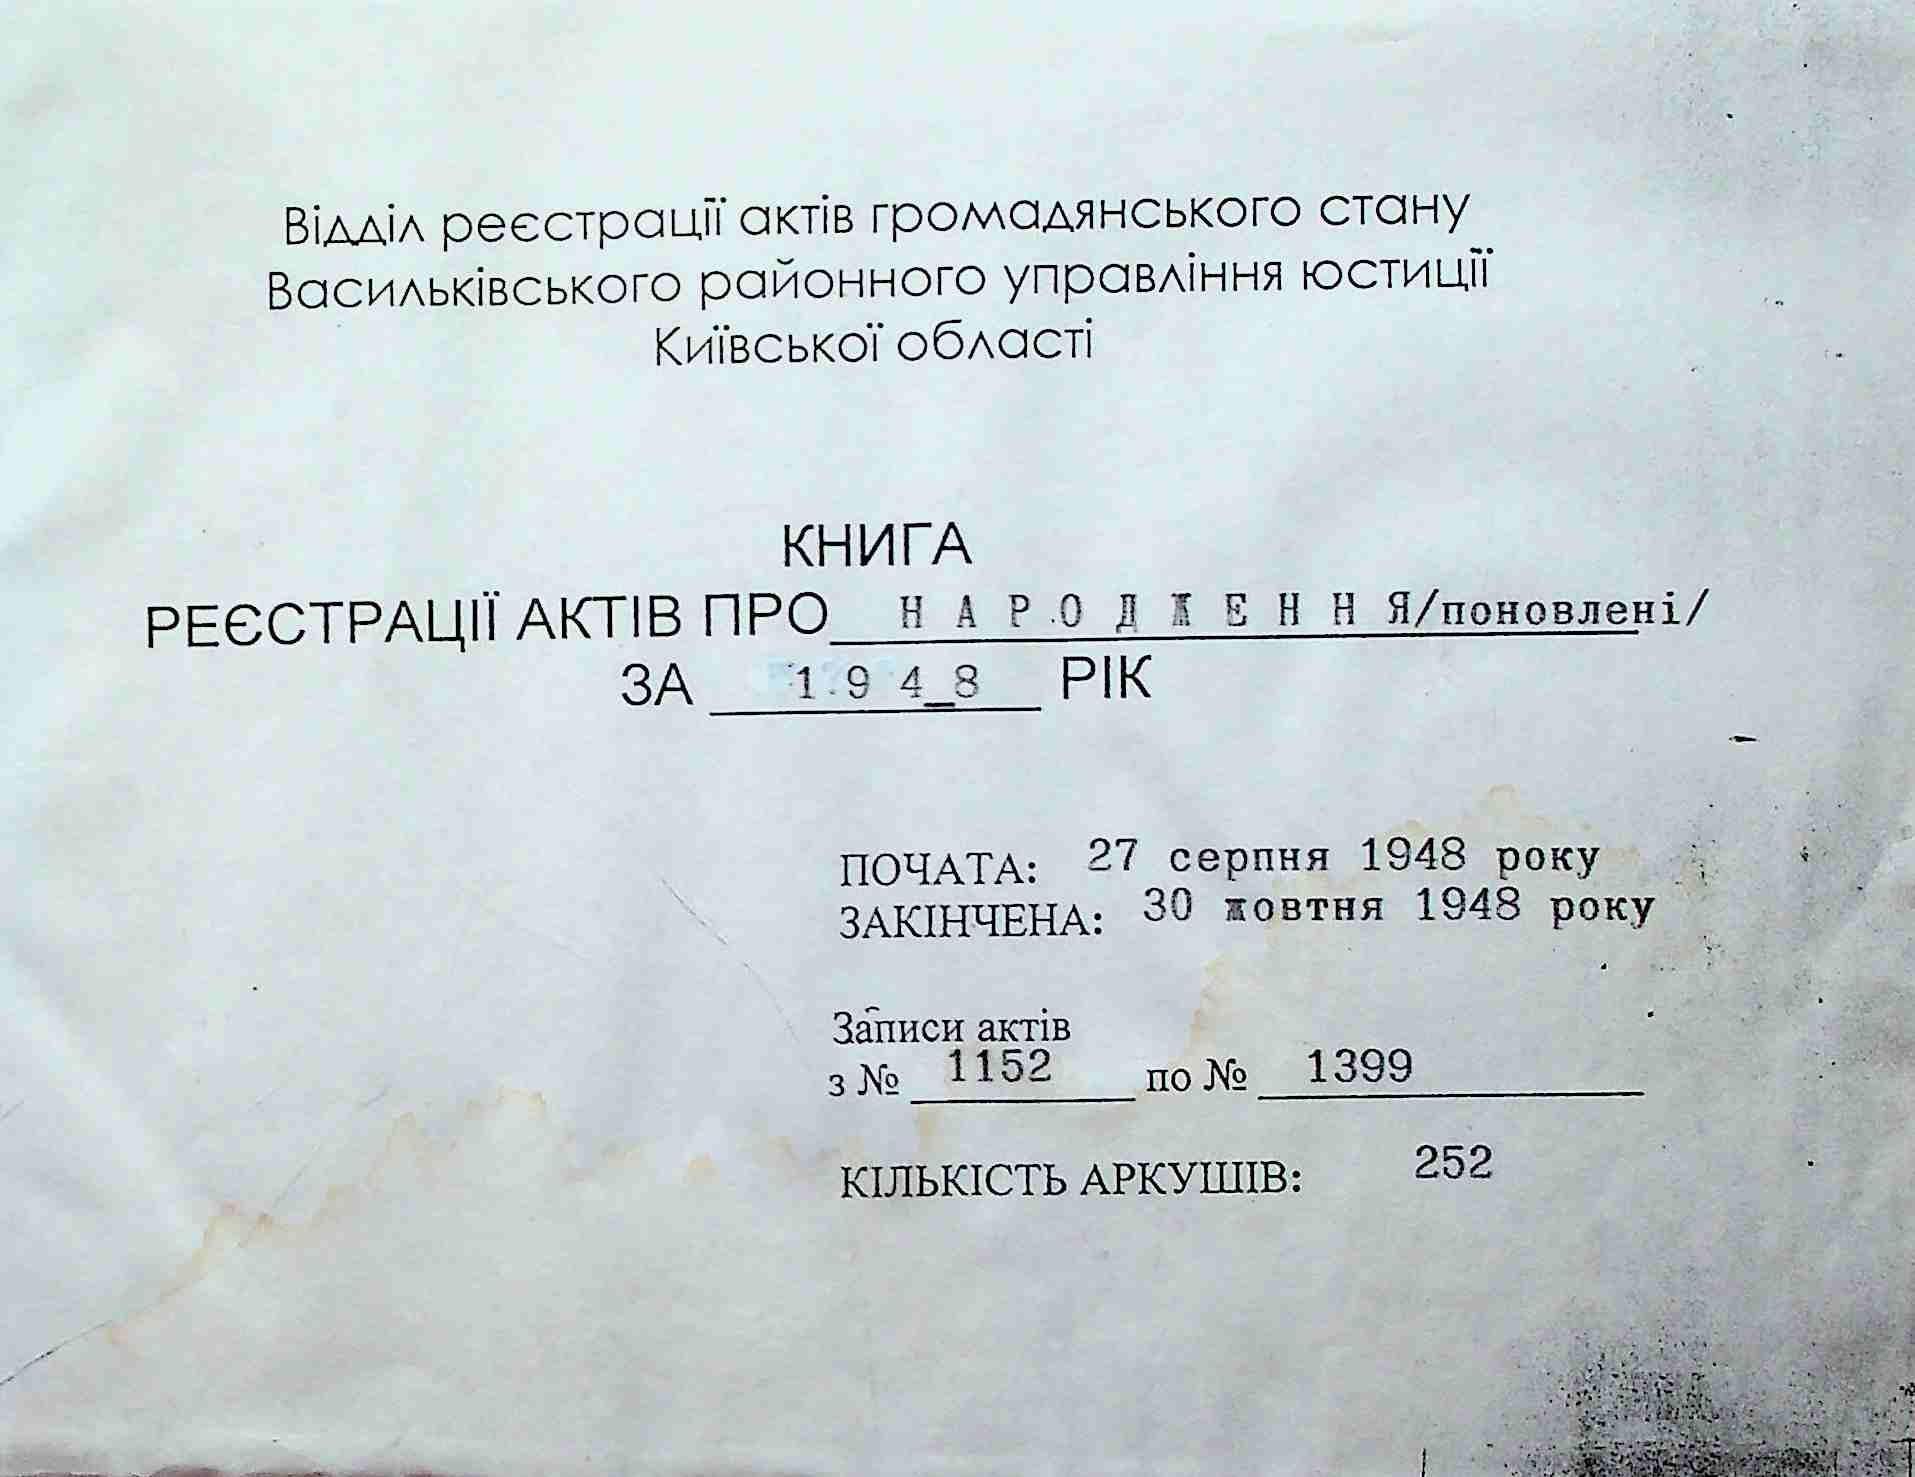 Відділ реєстрації актів громадянського стану
Васильківського районного управління юстиції
Київської області
КНИГА
РЕЄСТРАЦІЇ АКТІВ ПРО Н А Р О Д Ж Е Н Н Я/поновлені/
ЗА 1 9 4_8 РІК
ПОЧАТА: 27 серпня 1948 року
ЗАКІНЧЕНА: 30 жовтня 1948 року
Записи актів
з № 1152 по № 1399
КІЛЬКІСТЬ АРКУШІВ: 252